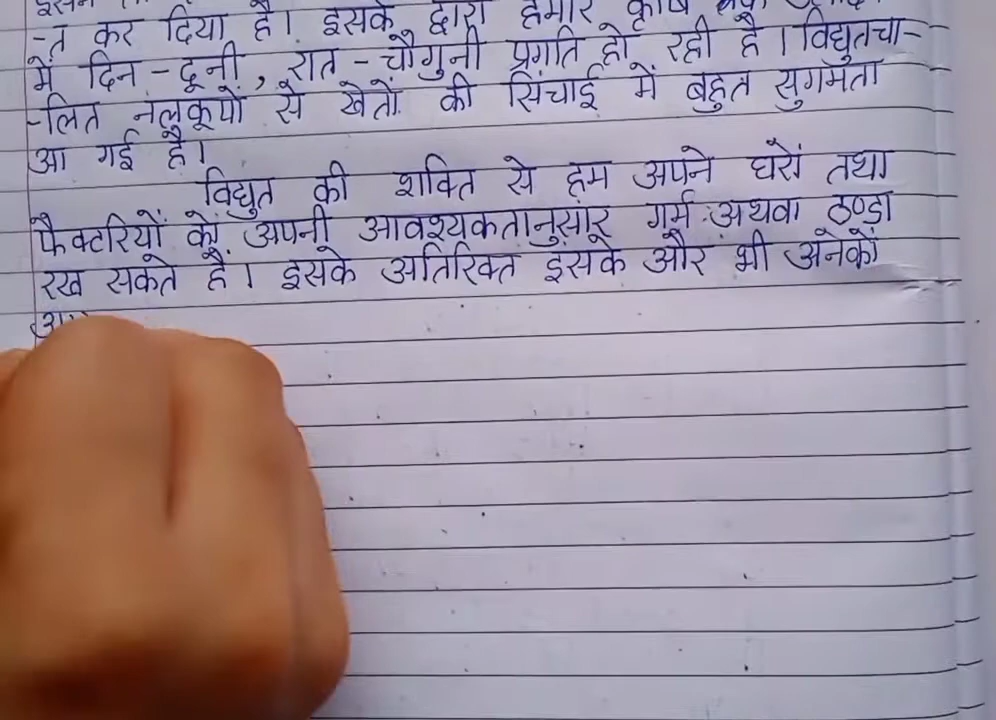 -त कर दिया है। इसके द्वारा हमारे कृषि
में दिन-दूनी, रात-चौगुनी प्रगति हो रही है। विद्युतचा-
-लित नलकूपों से खेतों की सिंचाई में बहुत सुगमता
आ गई है।
विद्युत की शक्ति से हम अपने घरों तथा
फैक्टरियों को अपनी आवश्यकतानुसार गर्म अथवा ठण्डा
रख सकते हैं। इसके अतिरिक्त इसके और भी अनेकों